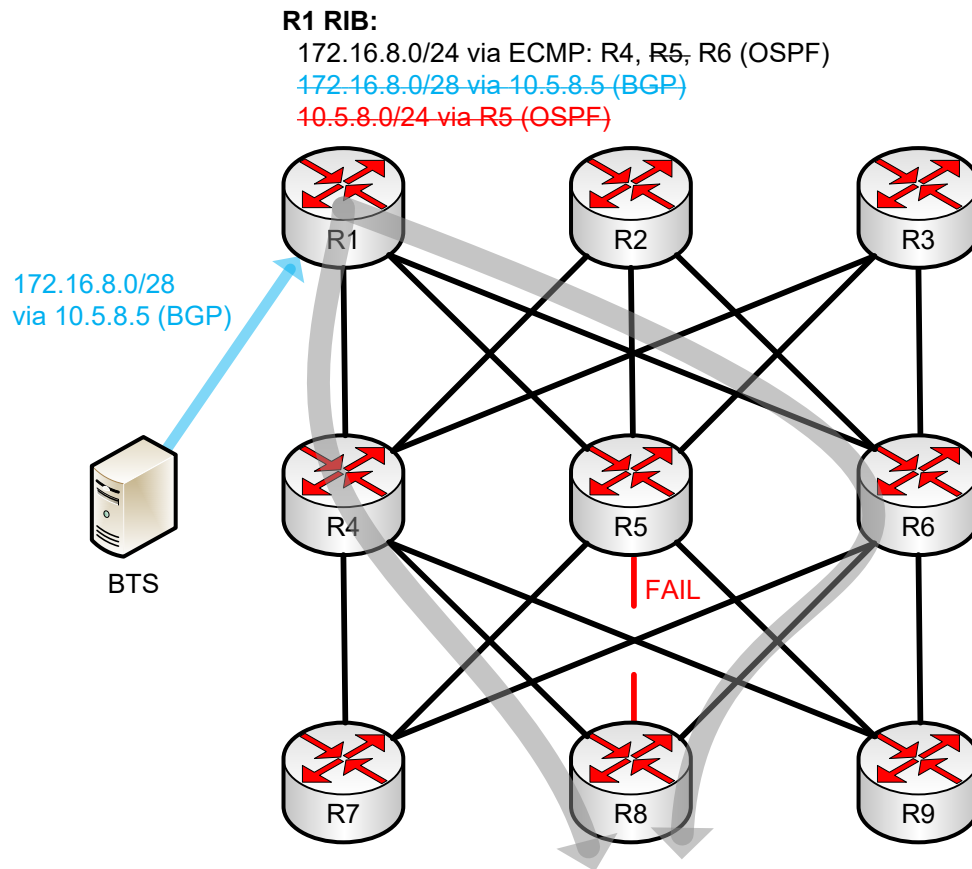 R1 RIB:
172.16.8.0/24 via ECMP: R4, R5, R6 (OSPF)
172.16.8.0/28 via 10.5.8.5 (BGP)
10.5.8.0/24 via R5 (OSPF)
R1
R2
R3
172.16.8.0/28
via 10.5.8.5 (BGP)
R4
R5
R6
BTS
FAIL
R7
R8
R9